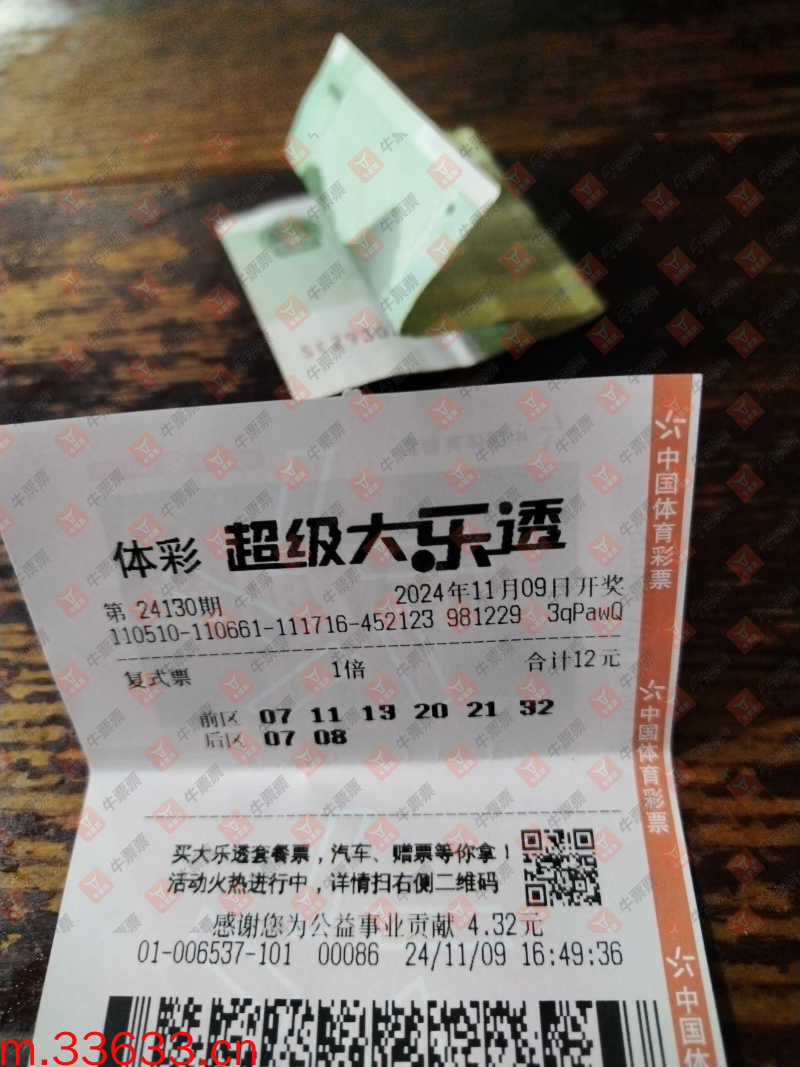 体彩 超级大乐透
第 24130期 2024年11月09日开奖
110510-110661-111716-452123 981229 3qPawQ
复式票 1倍 合计12元
前区 07 11 13 20 21 32
后区 07 08
买大乐透套餐票，汽车、赠票等你拿！
活动火热进行中，详情扫右侧二维码
感谢您为公益事业贡献 4.32元
01-006537-101 00086 24/11/09 16:49:36
中国体育彩票
中国体育彩票
中国体
牛票票
m.33633.cn